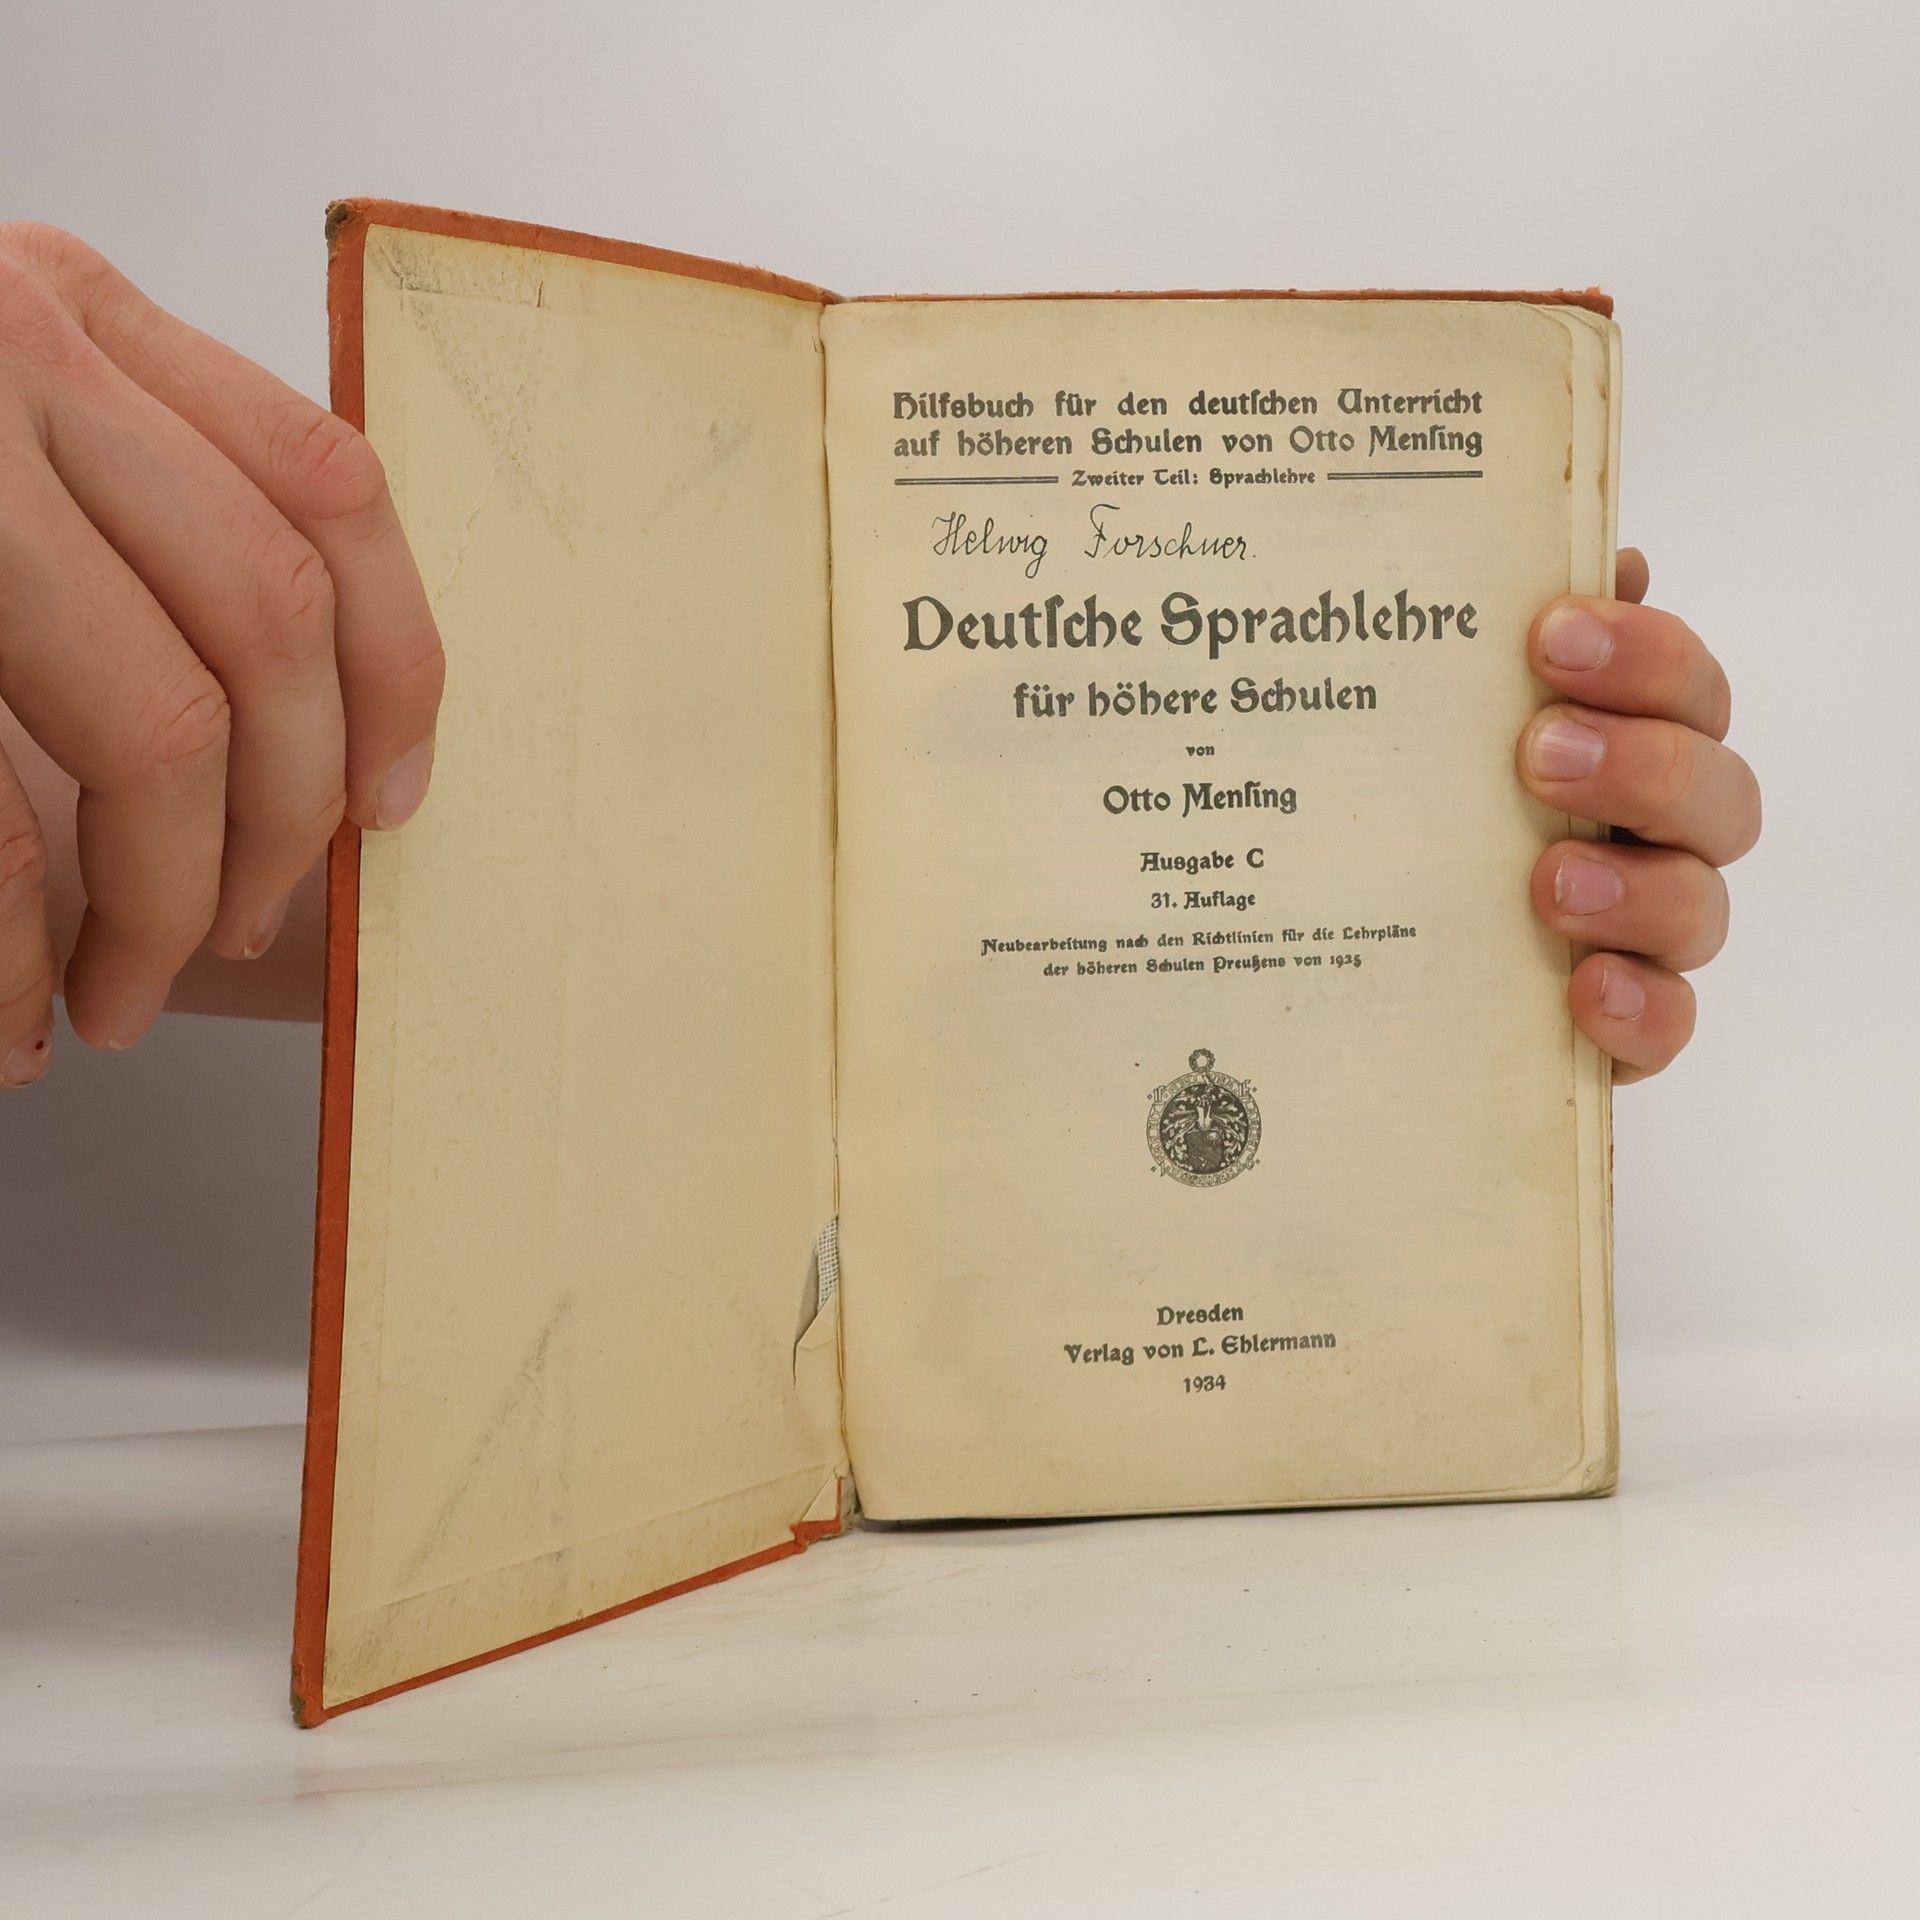 Hilfsbuch für den deutſchen Unterricht
auf höheren Schulen von Otto Menſing
Zweiter Teil: Sprachlehre
Helwig Forschner.
Deutſche Sprachlehre
für höhere Schulen
von
Otto Menſing
Ausgabe C
31. Auflage
Neubearbeitung nach den Richtlinien für die Lehrpläne
der höheren Schulen Preußens von 1925
Dresden
Verlag von L. Ehlermann
1934